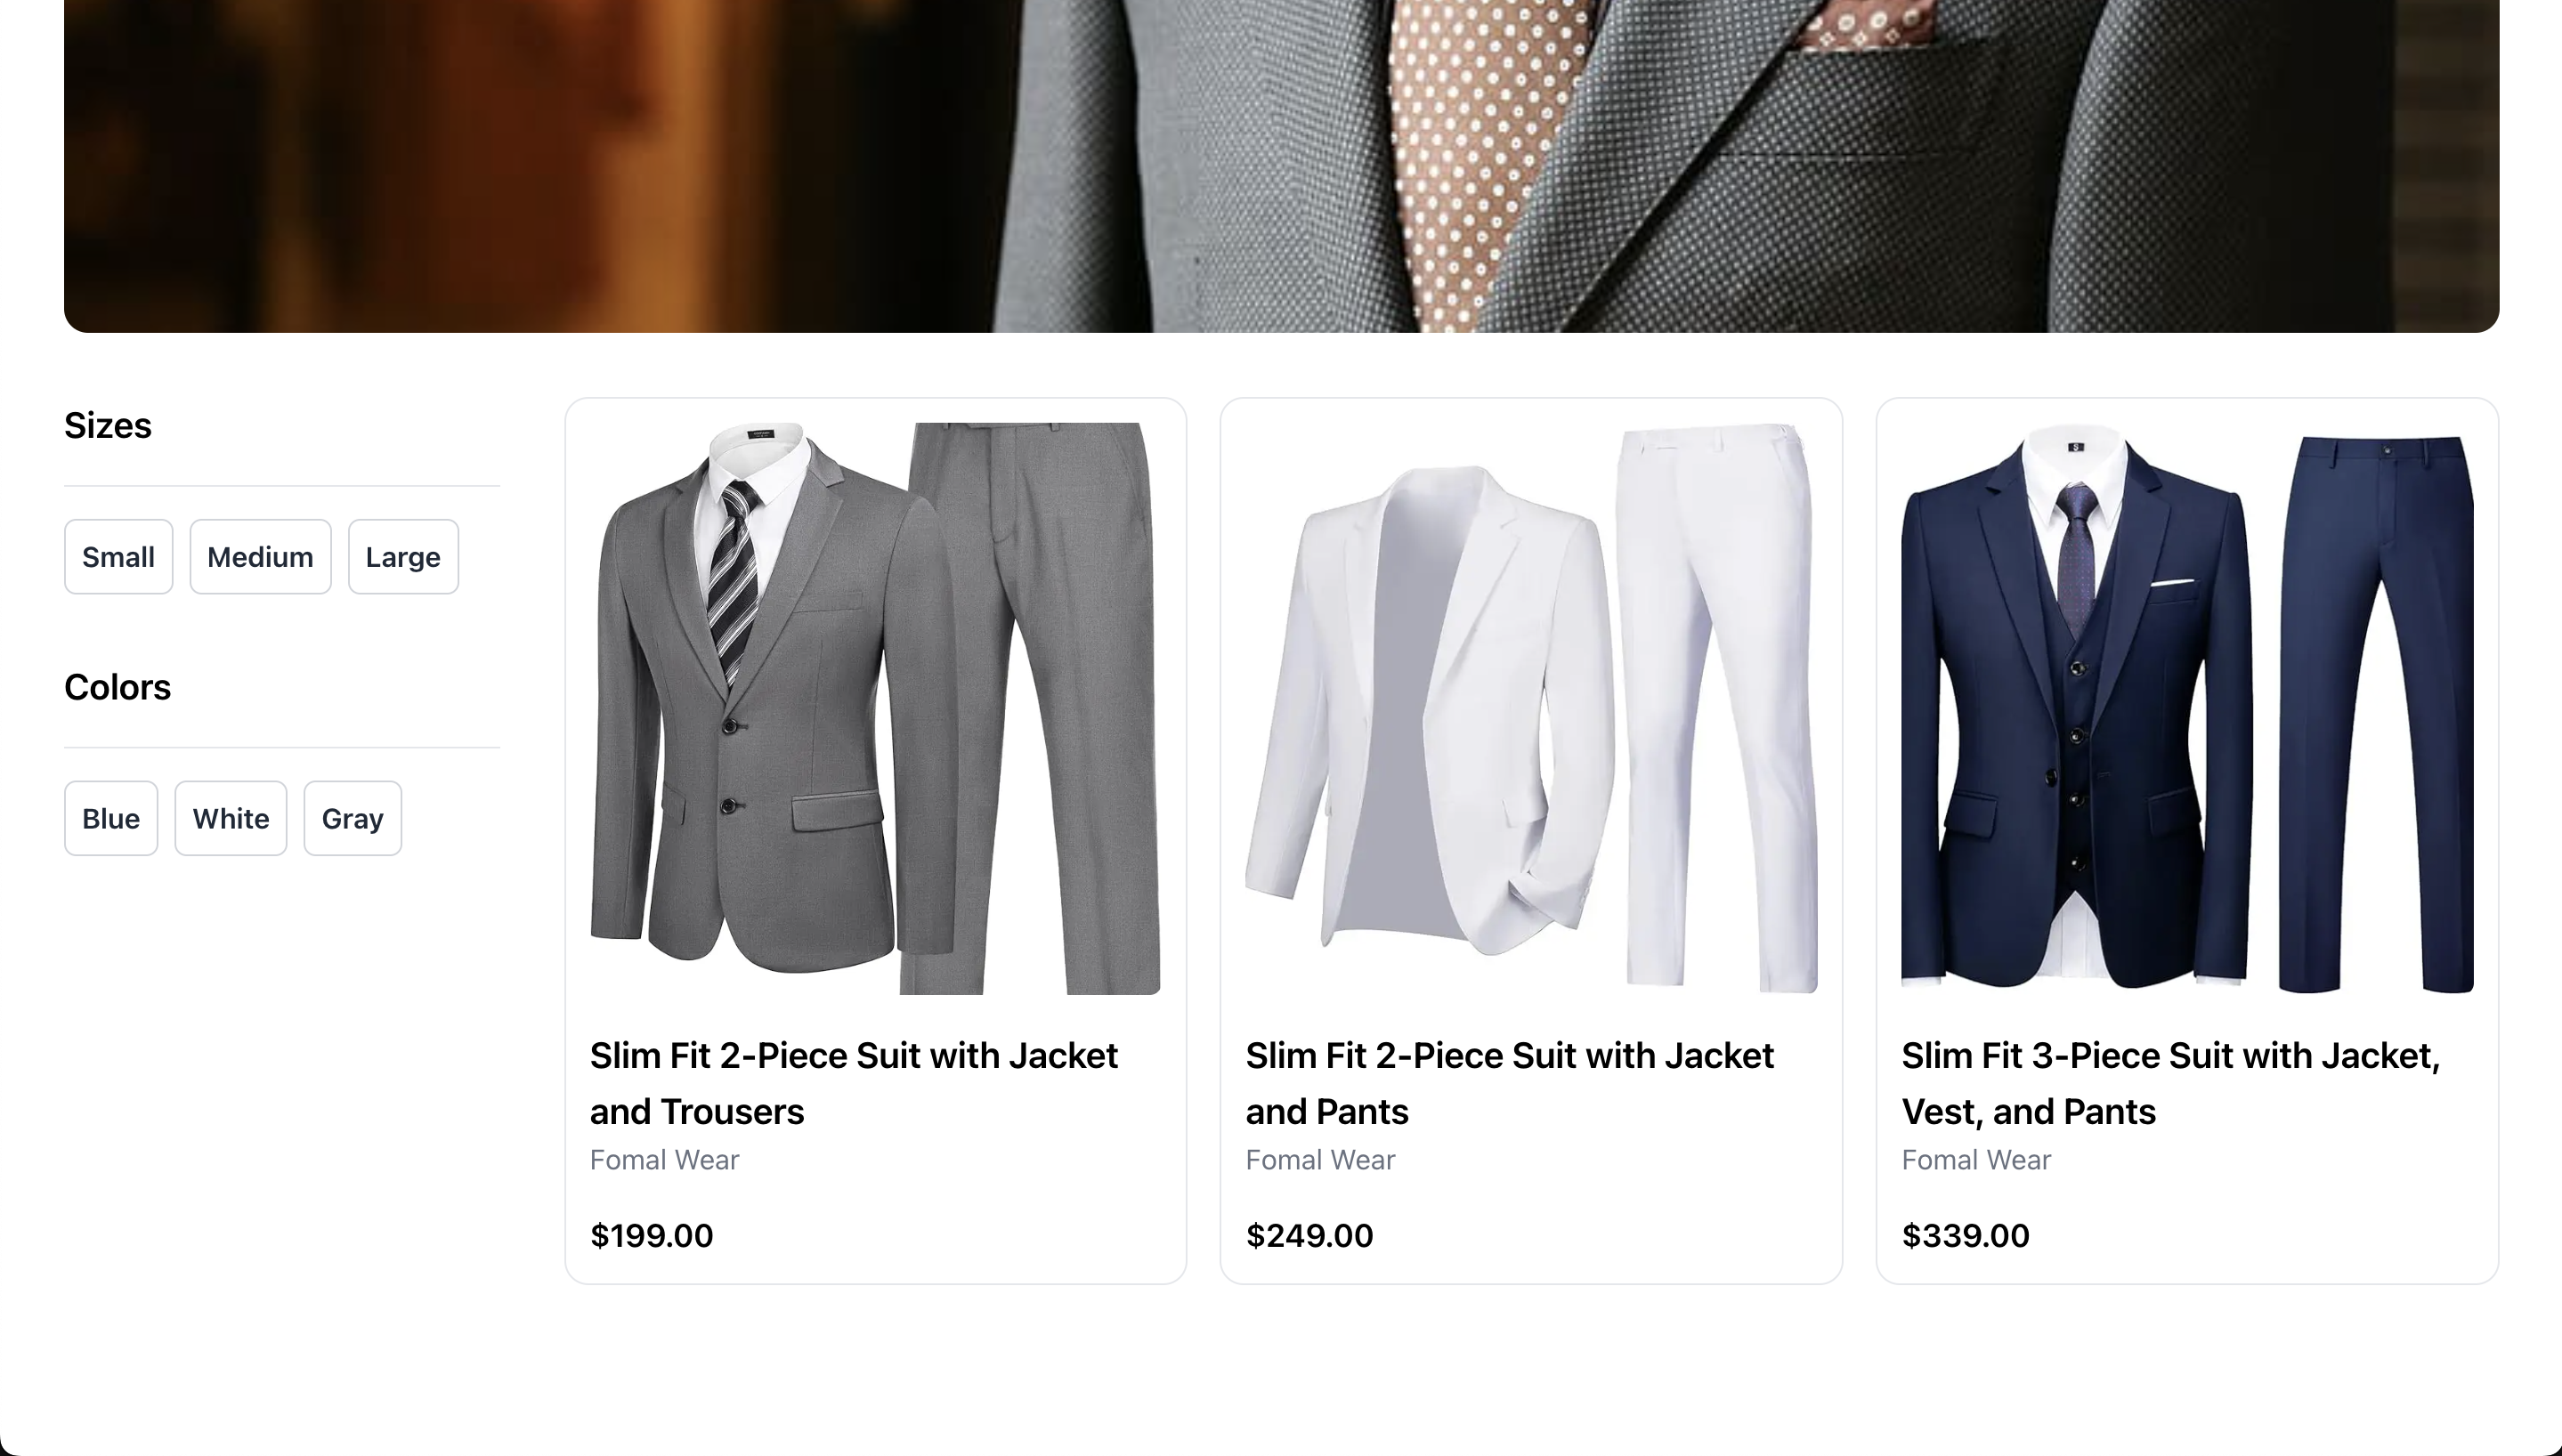 Sizes
Small
Medium
Large
Colors
Blue
White
Gray
Slim Fit 2-Piece Suit with Jacket
and Trousers
Fomal Wear
$199.00
Slim Fit 2-Piece Suit with Jacket
and Pants
Fomal Wear
$249.00
Slim Fit 3-Piece Suit with Jacket,
Vest, and Pants
Fomal Wear
$339.00